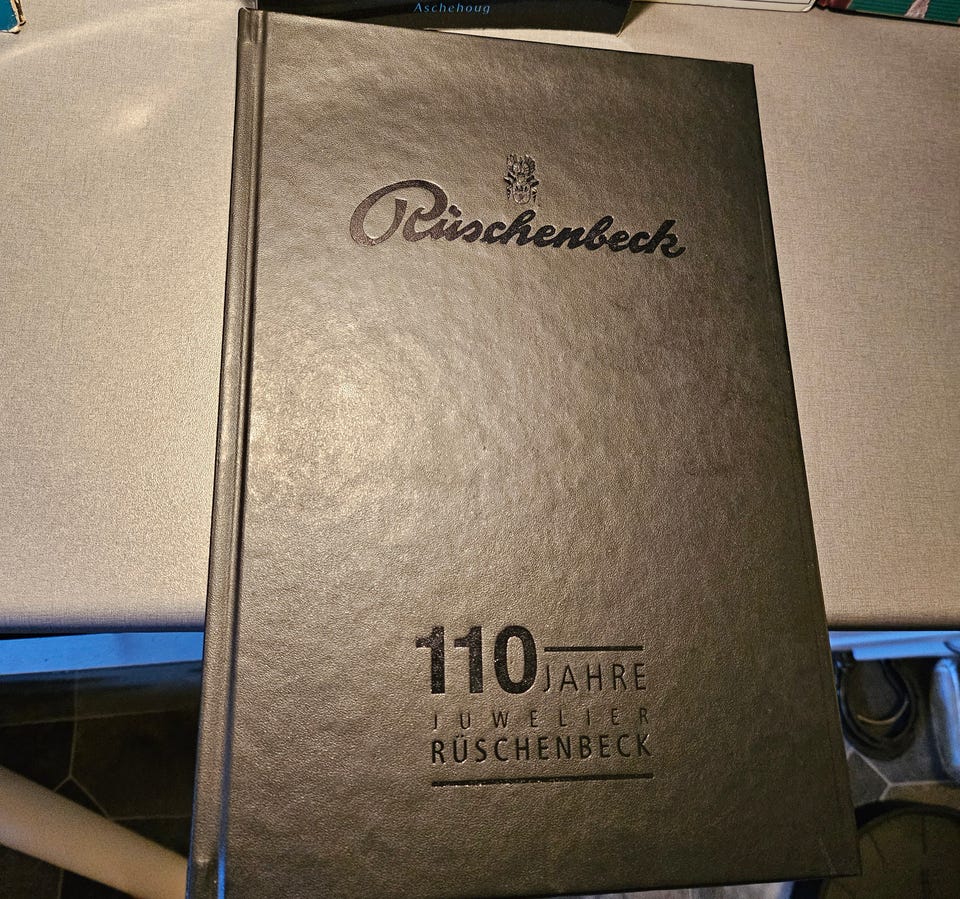 Aschehoug
Rüschenbeck
110 JAHRE
JUWELIER
RÜSCHENBECK